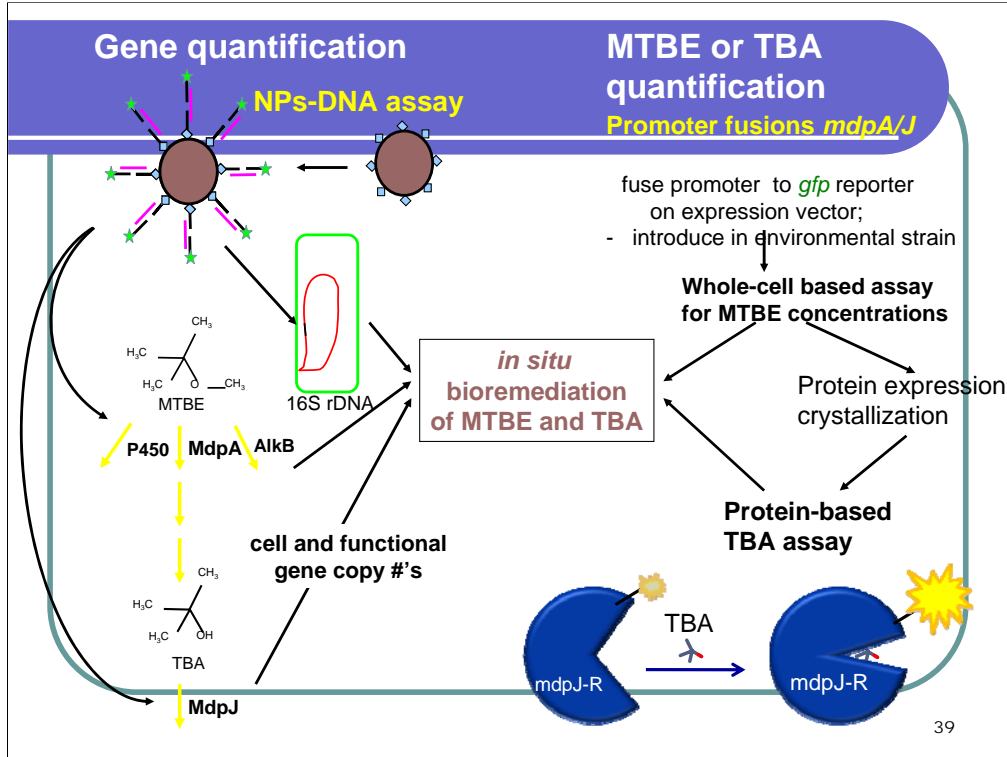 Gene quantification
NPs-DNA assay
MTBE or TBA
quantification
Promoter fusions mdpA/J
fuse promoter to gfp reporter
on expression vector;
- introduce in environmental strain
Whole-cell based assay
for MTBE concentrations
Protein expression
crystallization
Protein-based
TBA assay
in situ
bioremediation
of MTBE and TBA
16S rDNA
CH3
H3C
H3C
O
CH3
MTBE
P450
MdpA
AlkB
cell and functional
gene copy #'s
CH3
H3C
H3C
OH
TBA
MdpJ
mdpJ-R
TBA
mdpJ-R
39